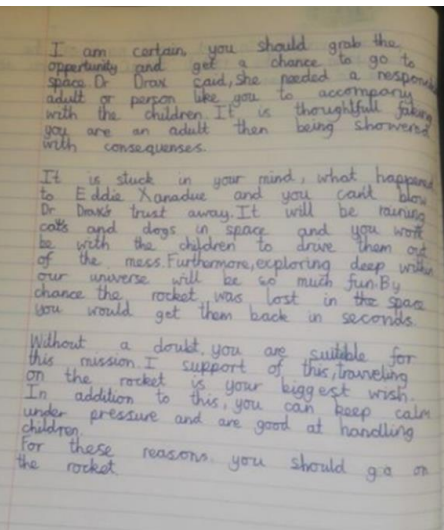 I am certain, you should grab the
opportunity and get a chance to go to
space. Dr Drax said, she needed a
adult or person like you to accompany
with the children. It is thoughtfull faking
you are an adult then being showered
with consequenses.
It is stuck in your mind, what happened
to Eddie Xanadue and you can't blow
Dr Drax's trust away. It will be raining
cats and dogs in space and you won't
be with the children to drive them out
of the mess. Furthermore, exploring deep within
our universe will be so much fun. By
chance the rocket was lost in the space
you would get them back in seconds.
Without a doubt, you are suitible for
this mission. I support of this, traveling
on the rocket is your biggest wish.
In addition to this, you can keep calm
under pressure and are good at handling
children.
For these reasons, you should go on
the rocket.